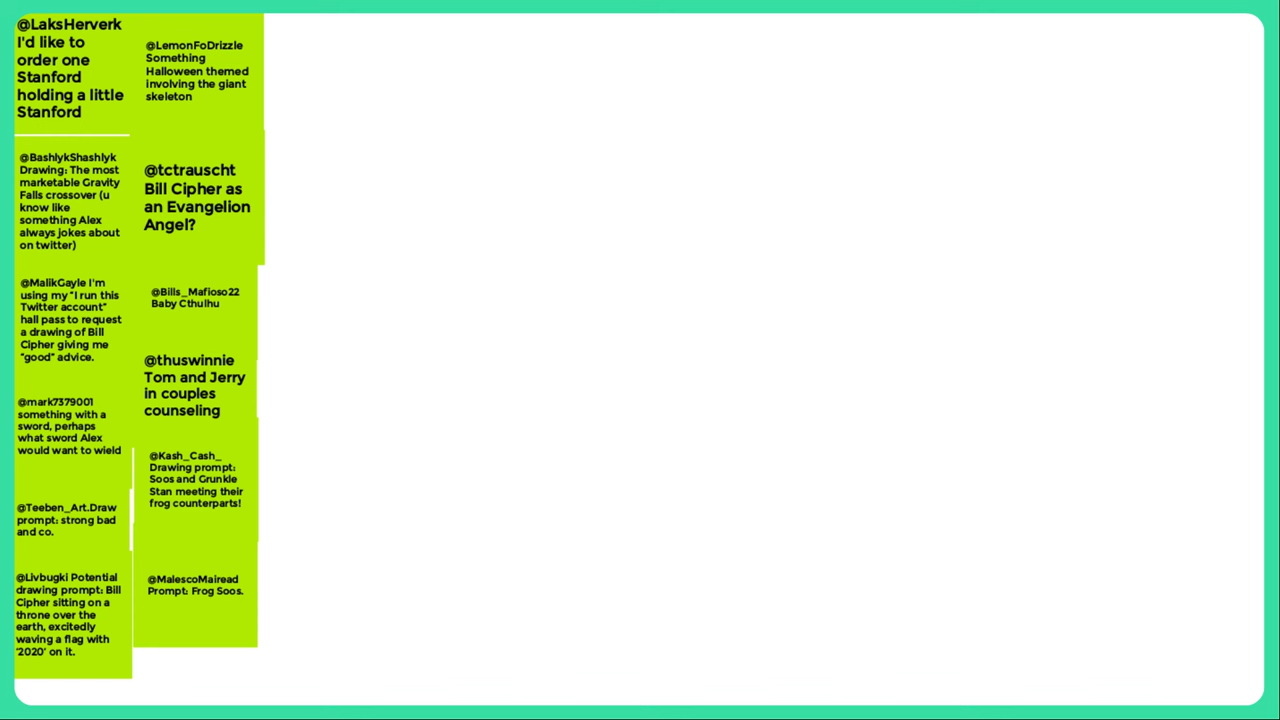 @LaksHerverk
I'd like to
order one
Stanford
holding a little
Stanford
@BashlykShashlyk
Drawing: The most
marketable Gravity
Falls crossover (u
know like
something Alex
always jokes about
on twitter)
@MalikGayle I'm
using my "I run this
Twitter account"
hall pass to request
a drawing of Bill
Cipher giving me
"good" advice.
@mark7379001
something with a
sword, perhaps
what sword Alex
would want to wield
@Teeben_Art.Draw
prompt: strong bad
and co.
@Livbugki Potential
drawing prompt: Bill
Cipher sitting on a
throne over the
earth, excitedly
waving a flag with
'2020' on it.
@LemonFoDrizzle
Something
Halloween themed
involving the giant
skeleton
@tctrauscht
Bill Cipher as
an Evangelion
Angel?
@Bills_Mafioso22
Baby Cthulhu
@thuswinnie
Tom and Jerry
in couples
counseling
@Kash_Cash_
Drawing prompt:
Soos and Grunkle
Stan meeting their
frog counterparts!
@MalescoMairead
Prompt: Frog Soos.